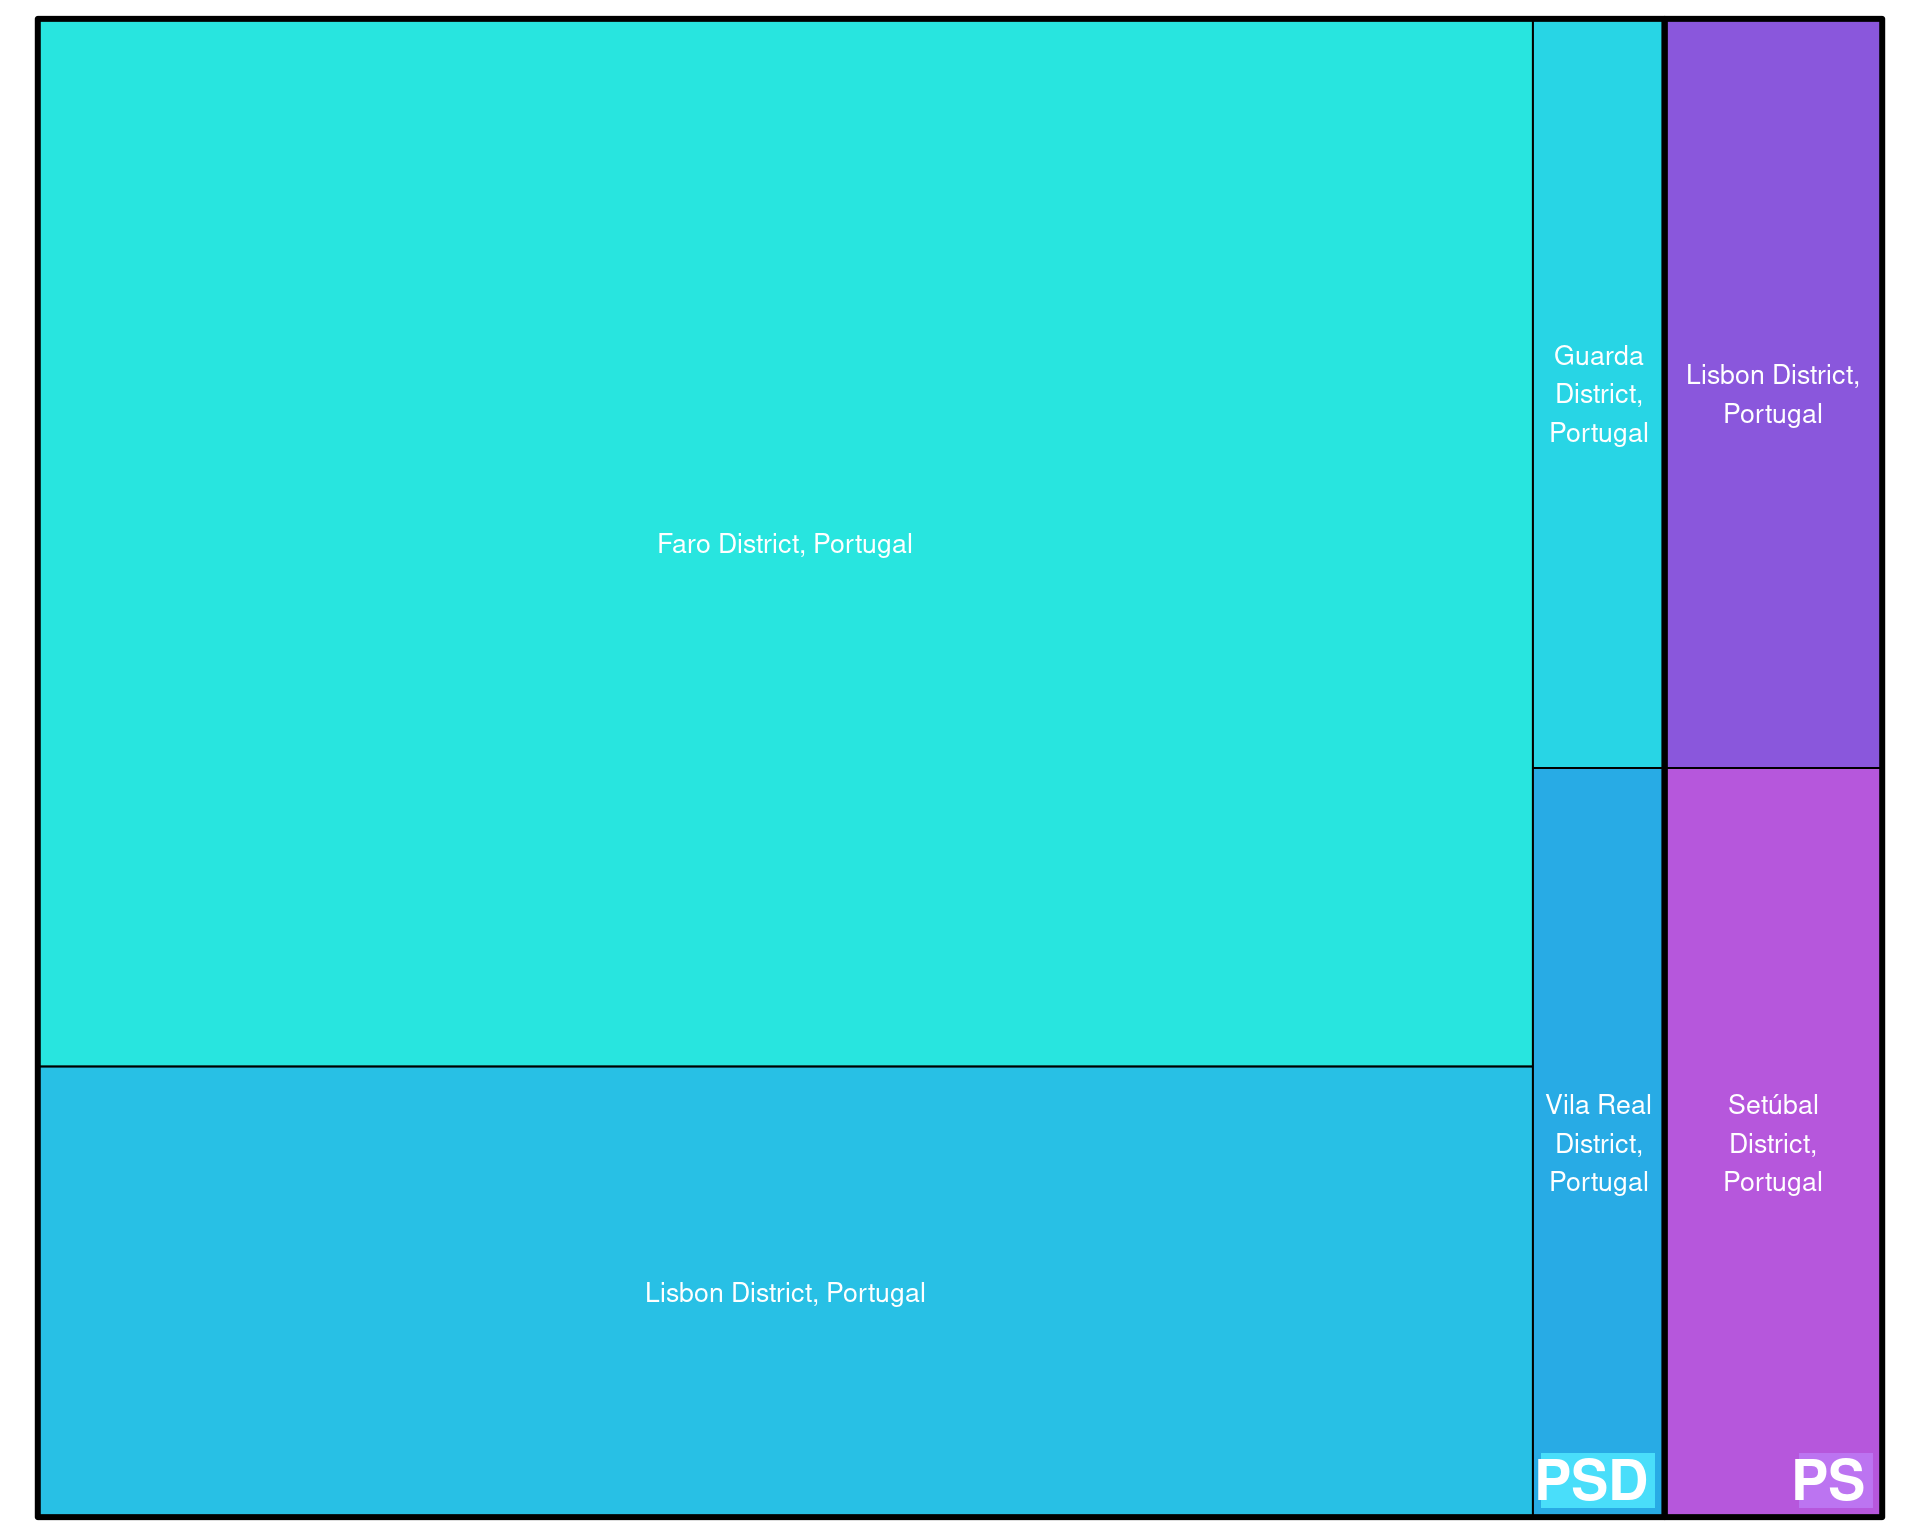 Faro District, Portugal
Lisbon District, Portugal
Guarda
District,
Portugal
Vila Real
District,
Portugal
PSD
Lisbon District,
Portugal
Setúbal
District,
Portugal
PS